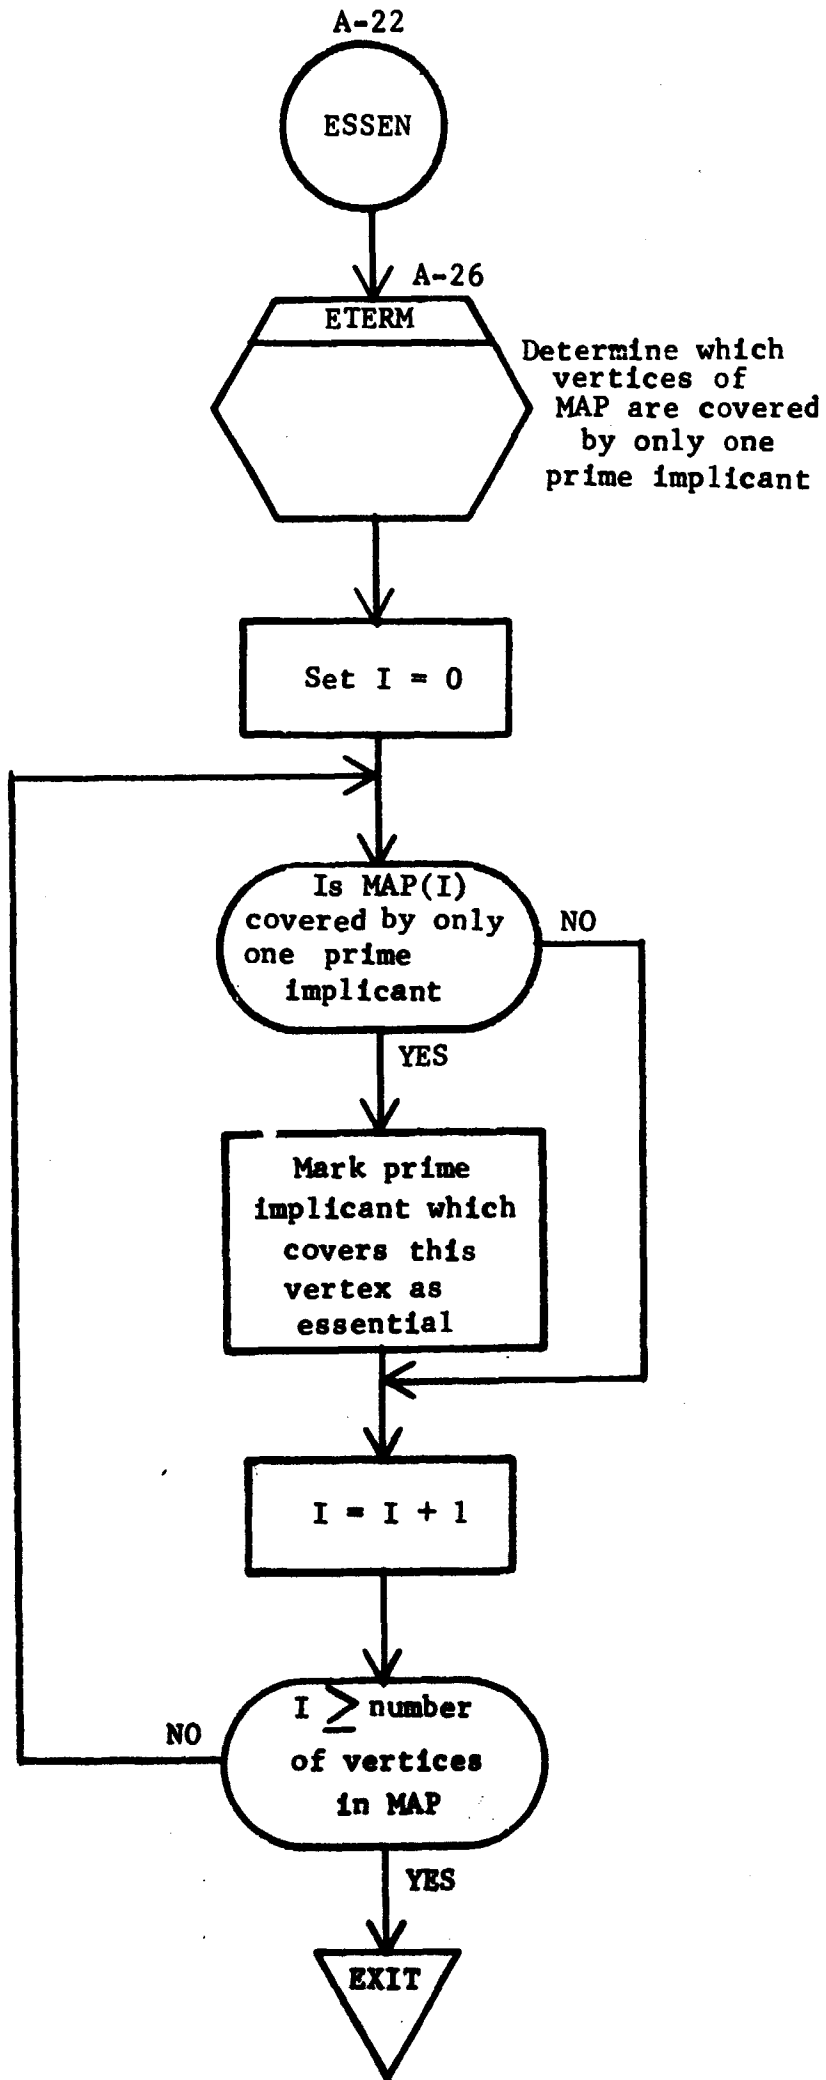 A-22
ESSEN
A-26
ETERM
Determine which
vertices of
MAP are covered
by only one
prime implicant
Set I = 0
Is MAP(I)
covered by only
one prime
implicant
NO
YES
Mark prime
implicant which
covers this
vertex as
essential
I = I + 1
I ≥ number
of vertices
in MAP
NO
YES
EXIT